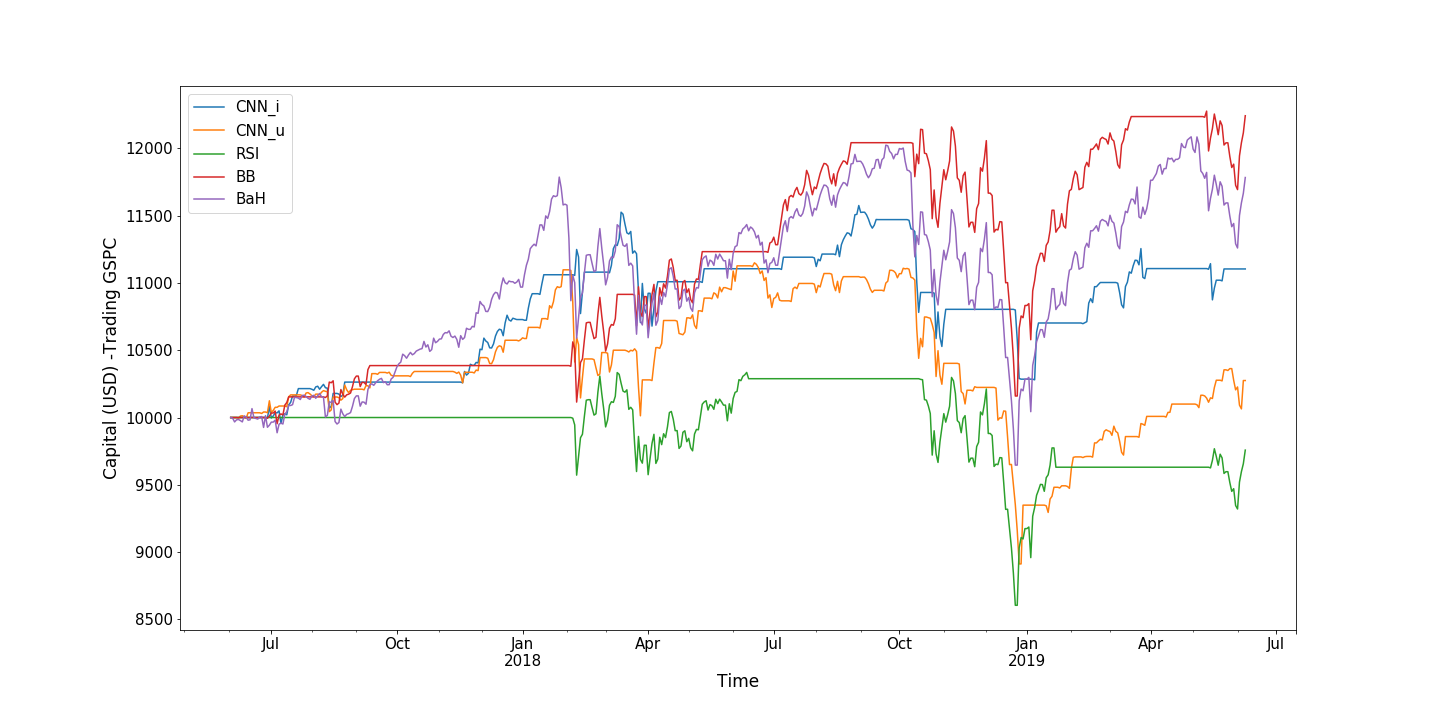 CNN_i
CNN_u
RSI
BB
BaH
12000
11500
11000
10500
10000
9500
9000
8500
Capital (USD) -Trading GSPC
Jul Oct Jan Apr Jul Oct Jan Apr Jul
2018 2019
Time